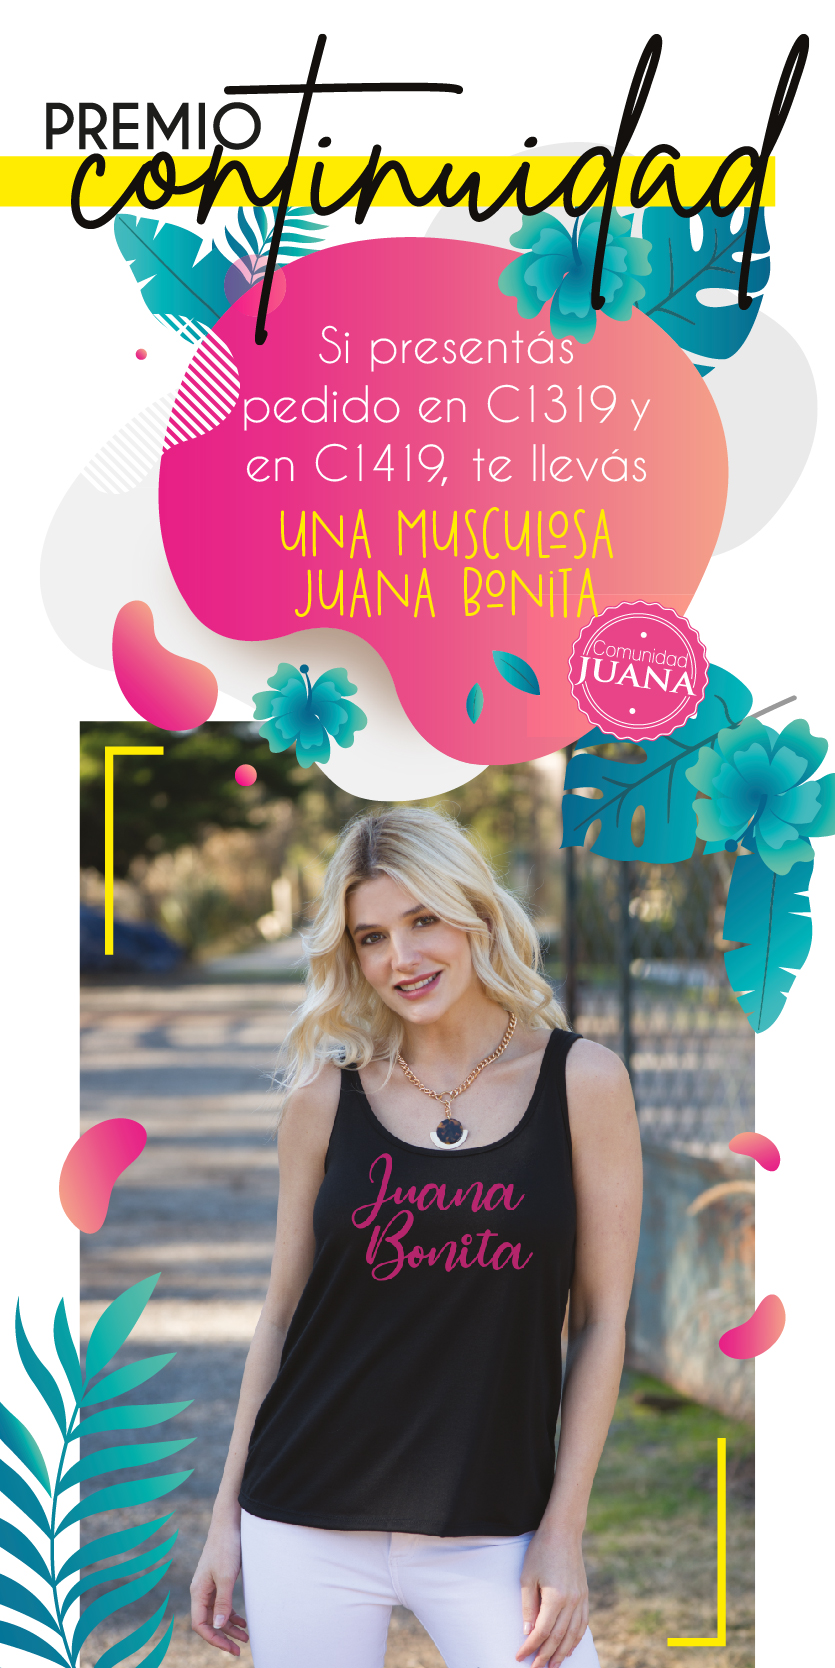 PREMIO
continuidad
Si presentás
pedido en C1319 y
en C1419, te llevás
UNA MUSCULOSA
JUANA BONITA
Comunidad
JUANA
Juana
Bonita